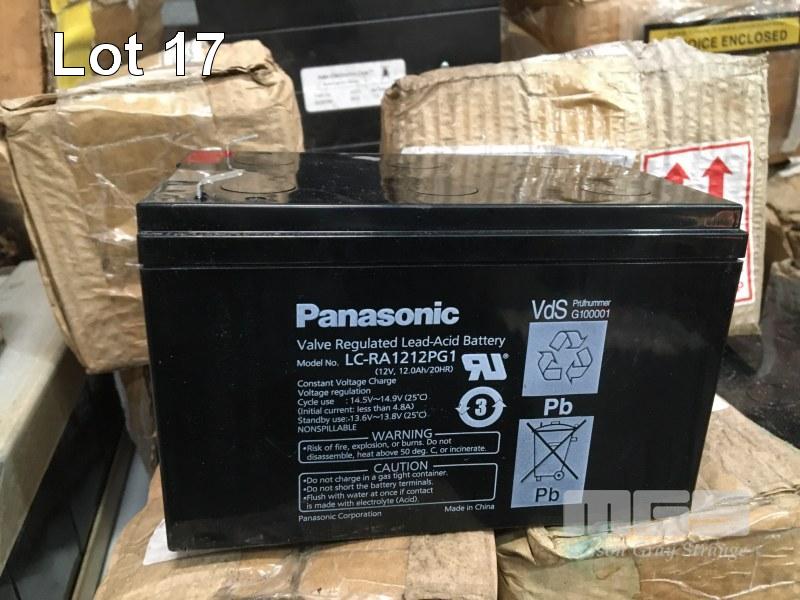 Lot 17
OICE ENCLOSED
Panasonic
Valve Regulated Lead-Acid Battery
Model No. LC-RA1212PG1
(12V, 12.0Ah/20HR)
Constant Voltage Charge
Voltage regulation
Cycle use : 14.5V~14.9V (25℃)
(Initial current: less than 4.8A)
Standby use:-13.6V~13.8V (25℃)
NONSPILLABLE
WARNING
•Risk of fire, explosion, or burns. Do not
disassemble, heat above 50 deg. C, or incinerate.
CAUTION
•Do not charge in a gas tight container.
•Do not short the battery terminals.
•Flush with water at once if contact
is made with electrolyte (Acid).
Panasonic Corporation
Made in China
VdS Prüfnummer
G100001
3
Pb
Pb
MGS
son Gray Strange